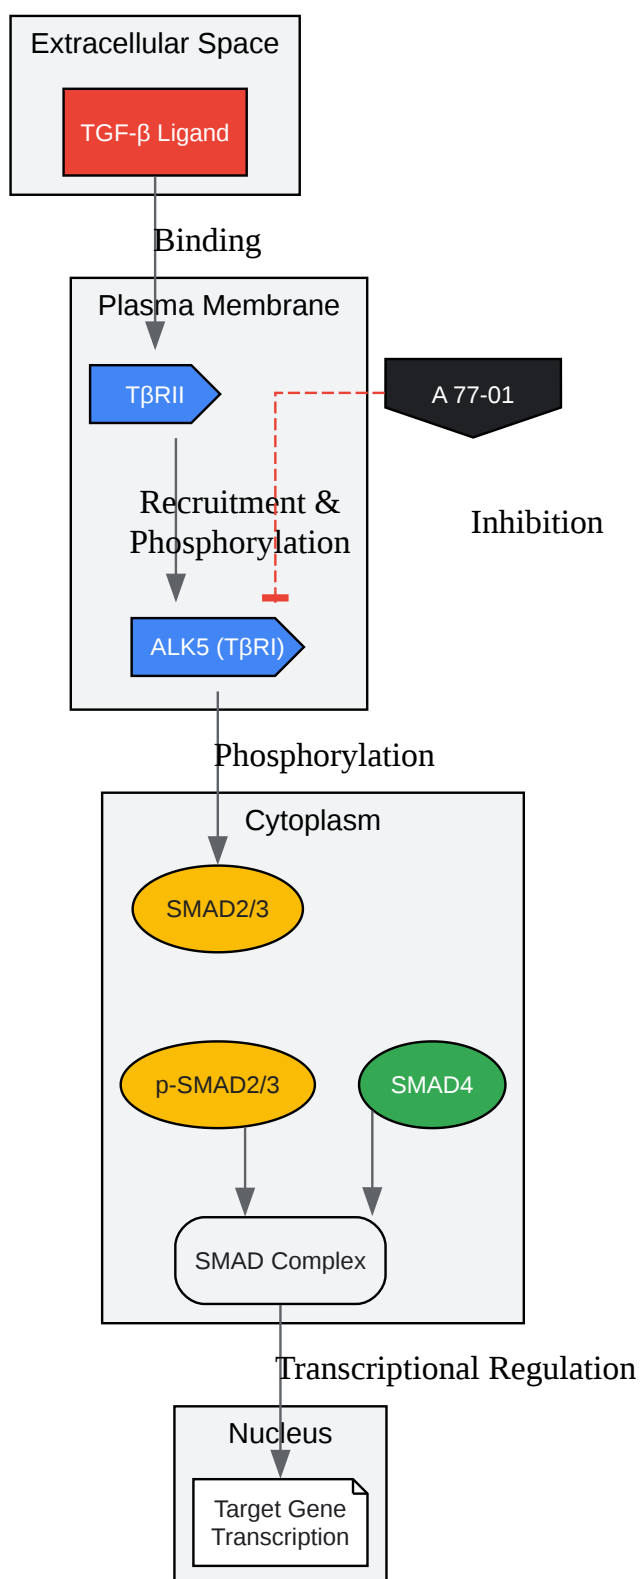 Extracellular Space
TGF-β Ligand
Binding
Plasma Membrane
TβRII
A 77-01
Recruitment &
Phosphorylation
Inhibition
ALK5 (TβRI)
Phosphorylation
Cytoplasm
SMAD2/3
p-SMAD2/3
SMAD4
SMAD Complex
Transcriptional Regulation
Nucleus
Target Gene
Transcription